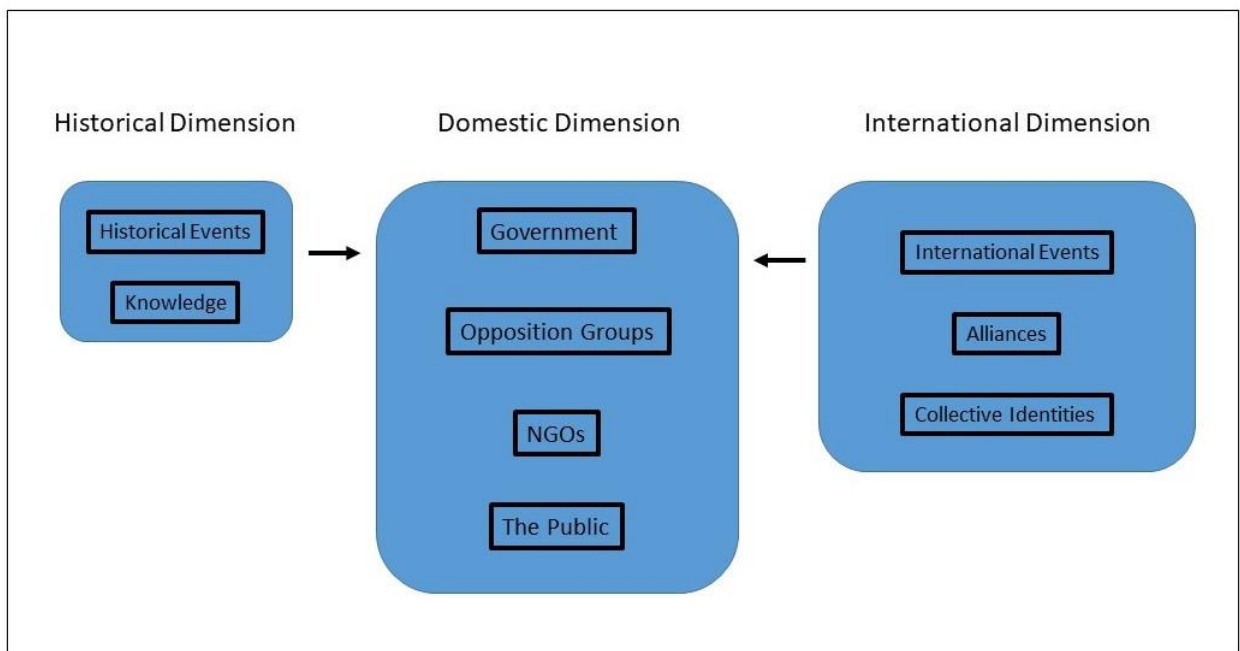 Historical Dimension
Domestic Dimension
International Dimension
Historical Events
Knowledge
Government
Opposition Groups
NGOs
The Public
International Events
Alliances
Collective Identities